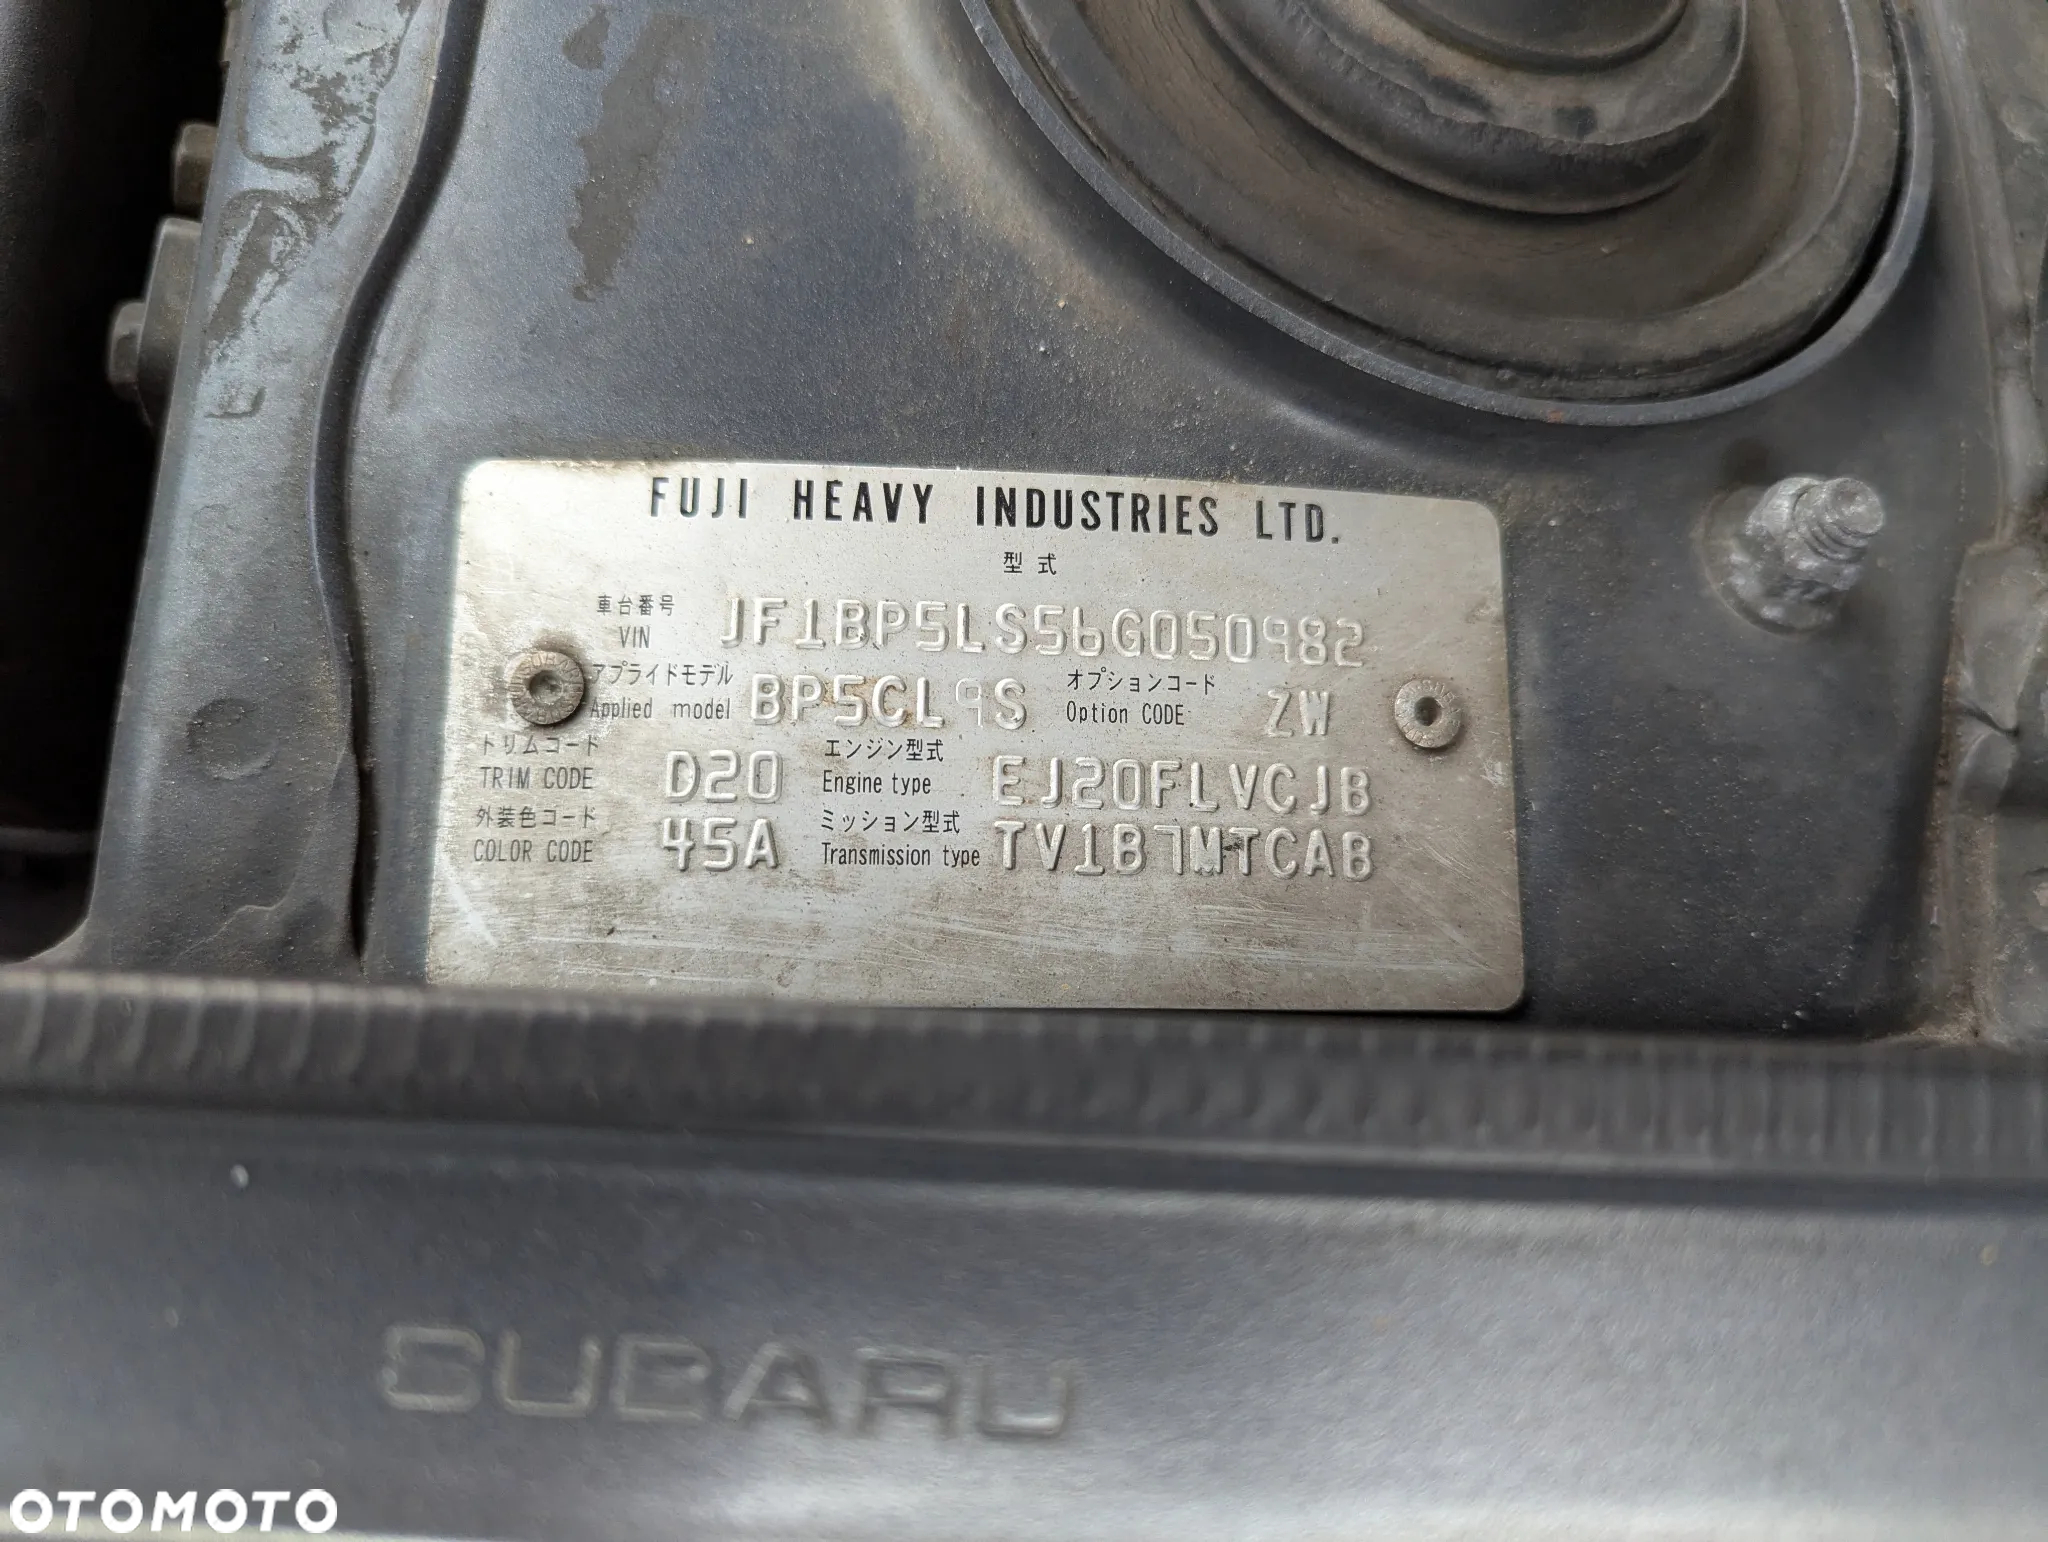 FUJI HEAVY INDUSTRIES LTD.
型式
車台番号
VIN JF1BP5LS56G050982
アプライドモデル オプションコード
Applied model BP5CL9S Option CODE ZW
トリムコード エンジン型式
TRIM CODE D20 Engine type EJ20FLVCJB
外装色コード ミッション型式
COLOR CODE 45A Transmission type TV1B7MTCAB
SUBARU
OTOMOTO